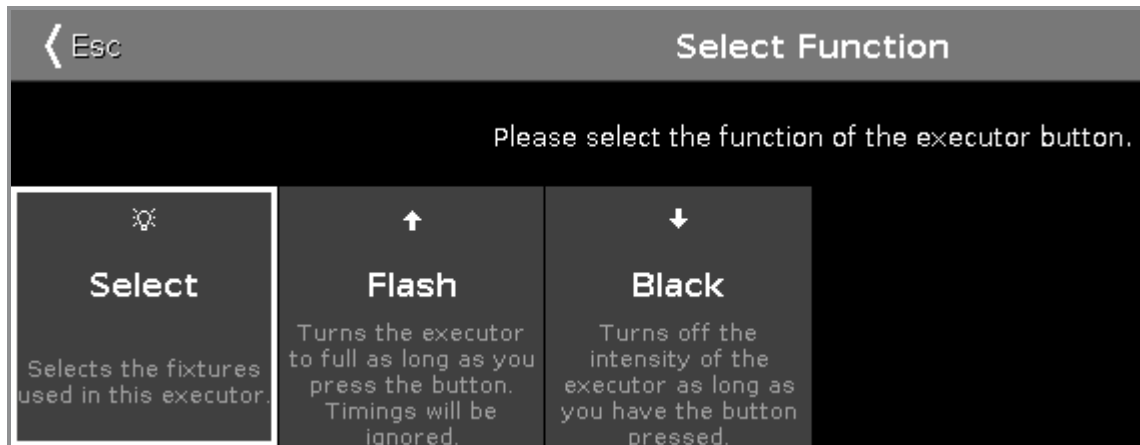 Esc
Select Function
Please select the function of the executor button.
Select
Selects the fixtures
used in this executor.
Flash
Turns the executor
to full as long as you
press the button.
Timings will be
ignored.
Black
Turns off the
intensity of the
executor as long as
you have the button
pressed.